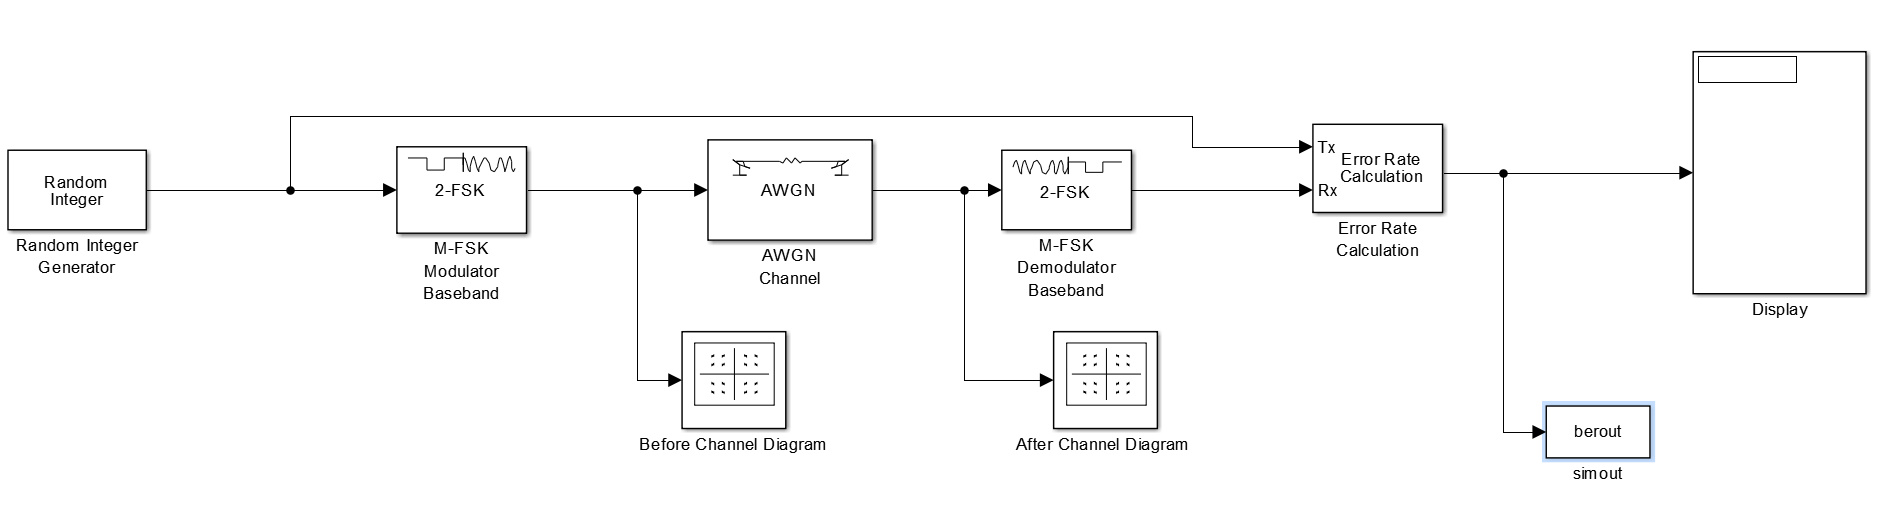 Random
Integer
Random Integer
Generator
2-FSK
M-FSK
Modulator
Baseband
AWGN
AWGN
Channel
2-FSK
M-FSK
Demodulator
Baseband
Tx
Rx
Error Rate
Calculation
Error Rate
Calculation
Display
Before Channel Diagram
After Channel Diagram
berout
simout